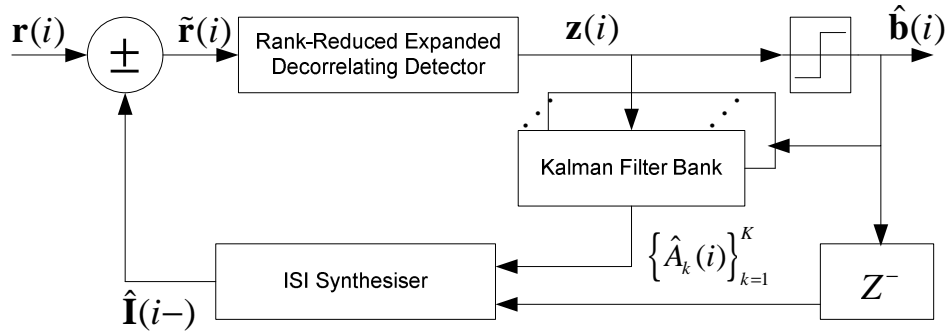 r(i)
±
r̃(i)
Rank-Reduced Expanded
Decorrelating Detector
z(i)
b̂(i)
Kalman Filter Bank
{Â_k(i)}_{k=1}^{K}
ISI Synthesiser
Z⁻
Î(i−)